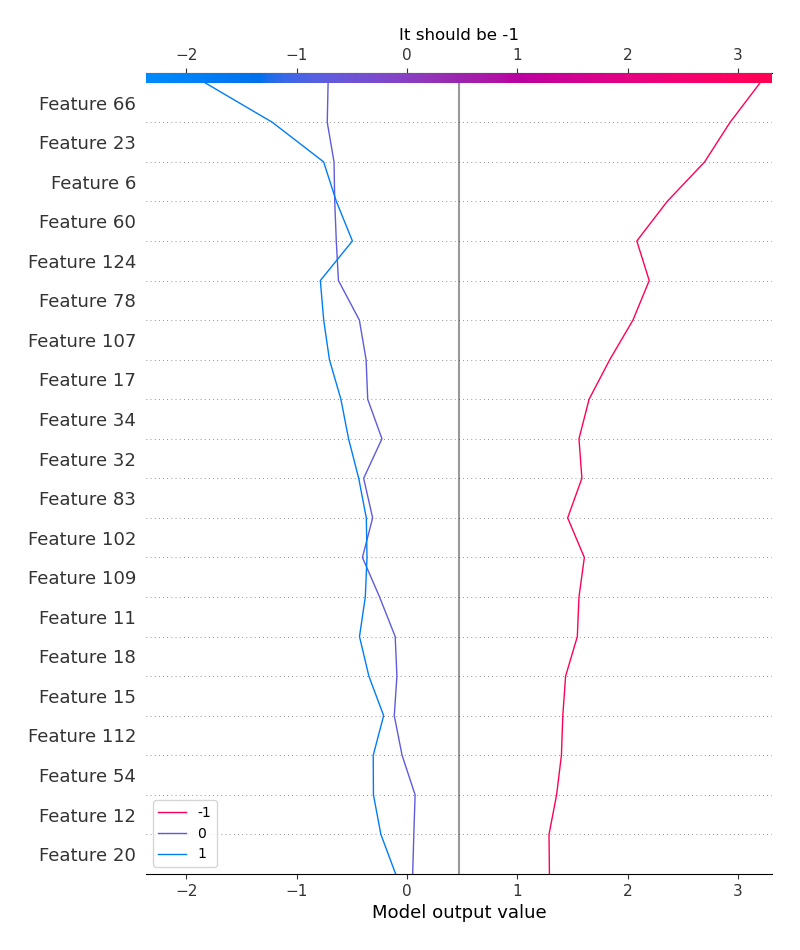 It should be -1
−2 −1 0 1 2 3
Feature 66
Feature 23
Feature 6
Feature 60
Feature 124
Feature 78
Feature 107
Feature 17
Feature 34
Feature 32
Feature 83
Feature 102
Feature 109
Feature 11
Feature 18
Feature 15
Feature 112
Feature 54
Feature 12
Feature 20
-1
0
1
−2 −1 0 1 2 3
Model output value